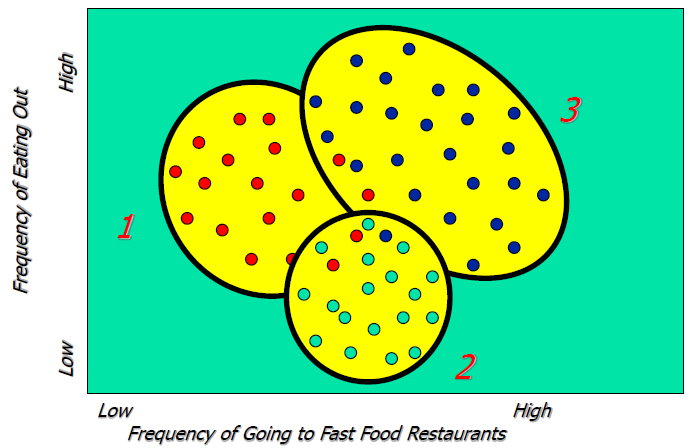 High
3
Frequency of Eating Out
1
Low
2
Low
High
Frequency of Going to Fast Food Restaurants